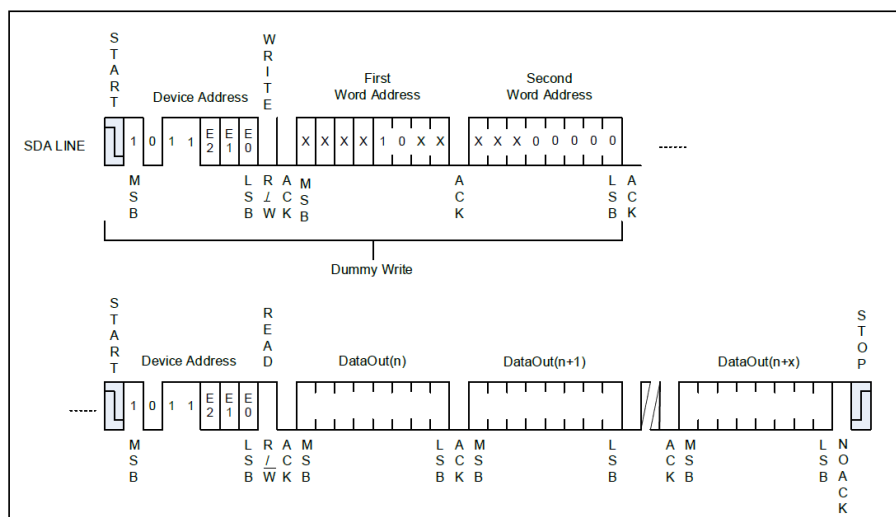 START
WRITE
Device Address
First
Word Address
Second
Word Address
SDA LINE
1 0 1 1 E2 E1 E0
X X X X 1 0 X X
X X X 0 0 0 0 0
MSB
LSB
R/W
ACK
MSB
ACK
LSB
ACK
Dummy Write
START
READ
STOP
Device Address
DataOut(n)
DataOut(n+1)
DataOut(n+x)
1 0 1 1 E2 E1 E0
MSB
LSB
R/W
ACK
MSB
LSB
ACK
MSB
LSB
ACK
MSB
LSB
NOACK